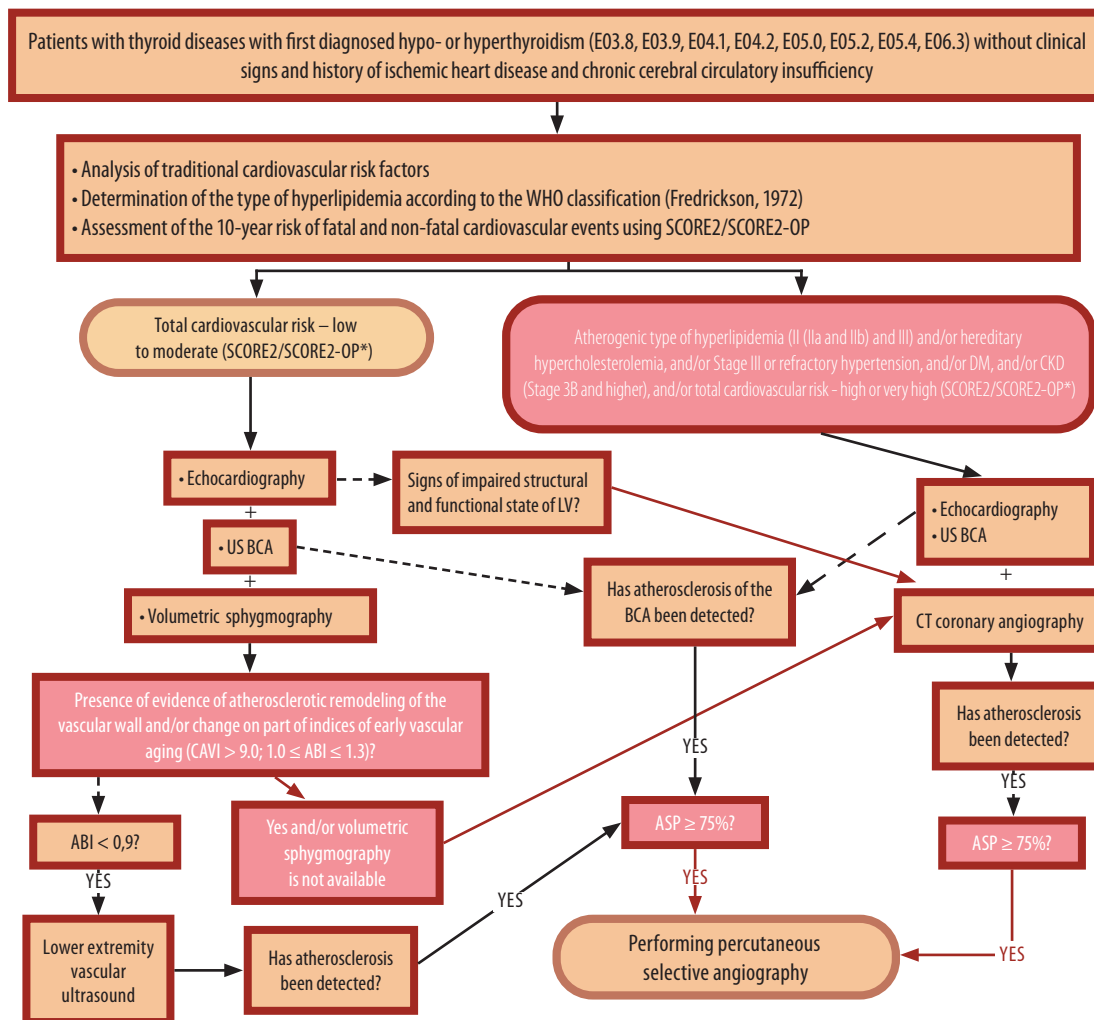 Patients with thyroid diseases with first diagnosed hypo- or hyperthyroidism (E03.8, E03.9, E04.1, E04.2, E05.0, E05.2, E05.4, E06.3) without clinical
signs and history of ischemic heart disease and chronic cerebral circulatory insufficiency
• Analysis of traditional cardiovascular risk factors
• Determination of the type of hyperlipidemia according to the WHO classification (Fredrickson, 1972)
• Assessment of the 10-year risk of fatal and non-fatal cardiovascular events using SCORE2/SCORE2-OP
Total cardiovascular risk – low
to moderate (SCORE2/SCORE2-OP*)
Atherogenic type of hyperlipidemia (II (IIa and IIb) and III) and/or hereditary
hypercholesterolemia, and/or Stage III or refractory hypertension, and/or DM, and/or CKD
(Stage 3B and higher), and/or total cardiovascular risk - high or very high (SCORE2/SCORE2-OP*)
• Echocardiography
+
• US BCA
+
• Volumetric sphygmography
Signs of impaired structural
and functional state of LV?
• Echocardiography
• US BCA
+
CT coronary angiography
Has atherosclerosis of the
BCA been detected?
Presence of evidence of atherosclerotic remodeling of the
vascular wall and/or change on part of indices of early vascular
aging (CAVI > 9.0; 1.0 ≤ ABI ≤ 1.3)?
Has atherosclerosis
been detected?
YES
YES
ABI < 0,9?
Yes and/or volumetric
sphygmography
is not available
ASP ≥ 75%?
ASP ≥ 75%?
YES
YES
YES
Lower extremity
vascular
ultrasound
Has atherosclerosis
been detected?
Performing percutaneous
selective angiography
YES